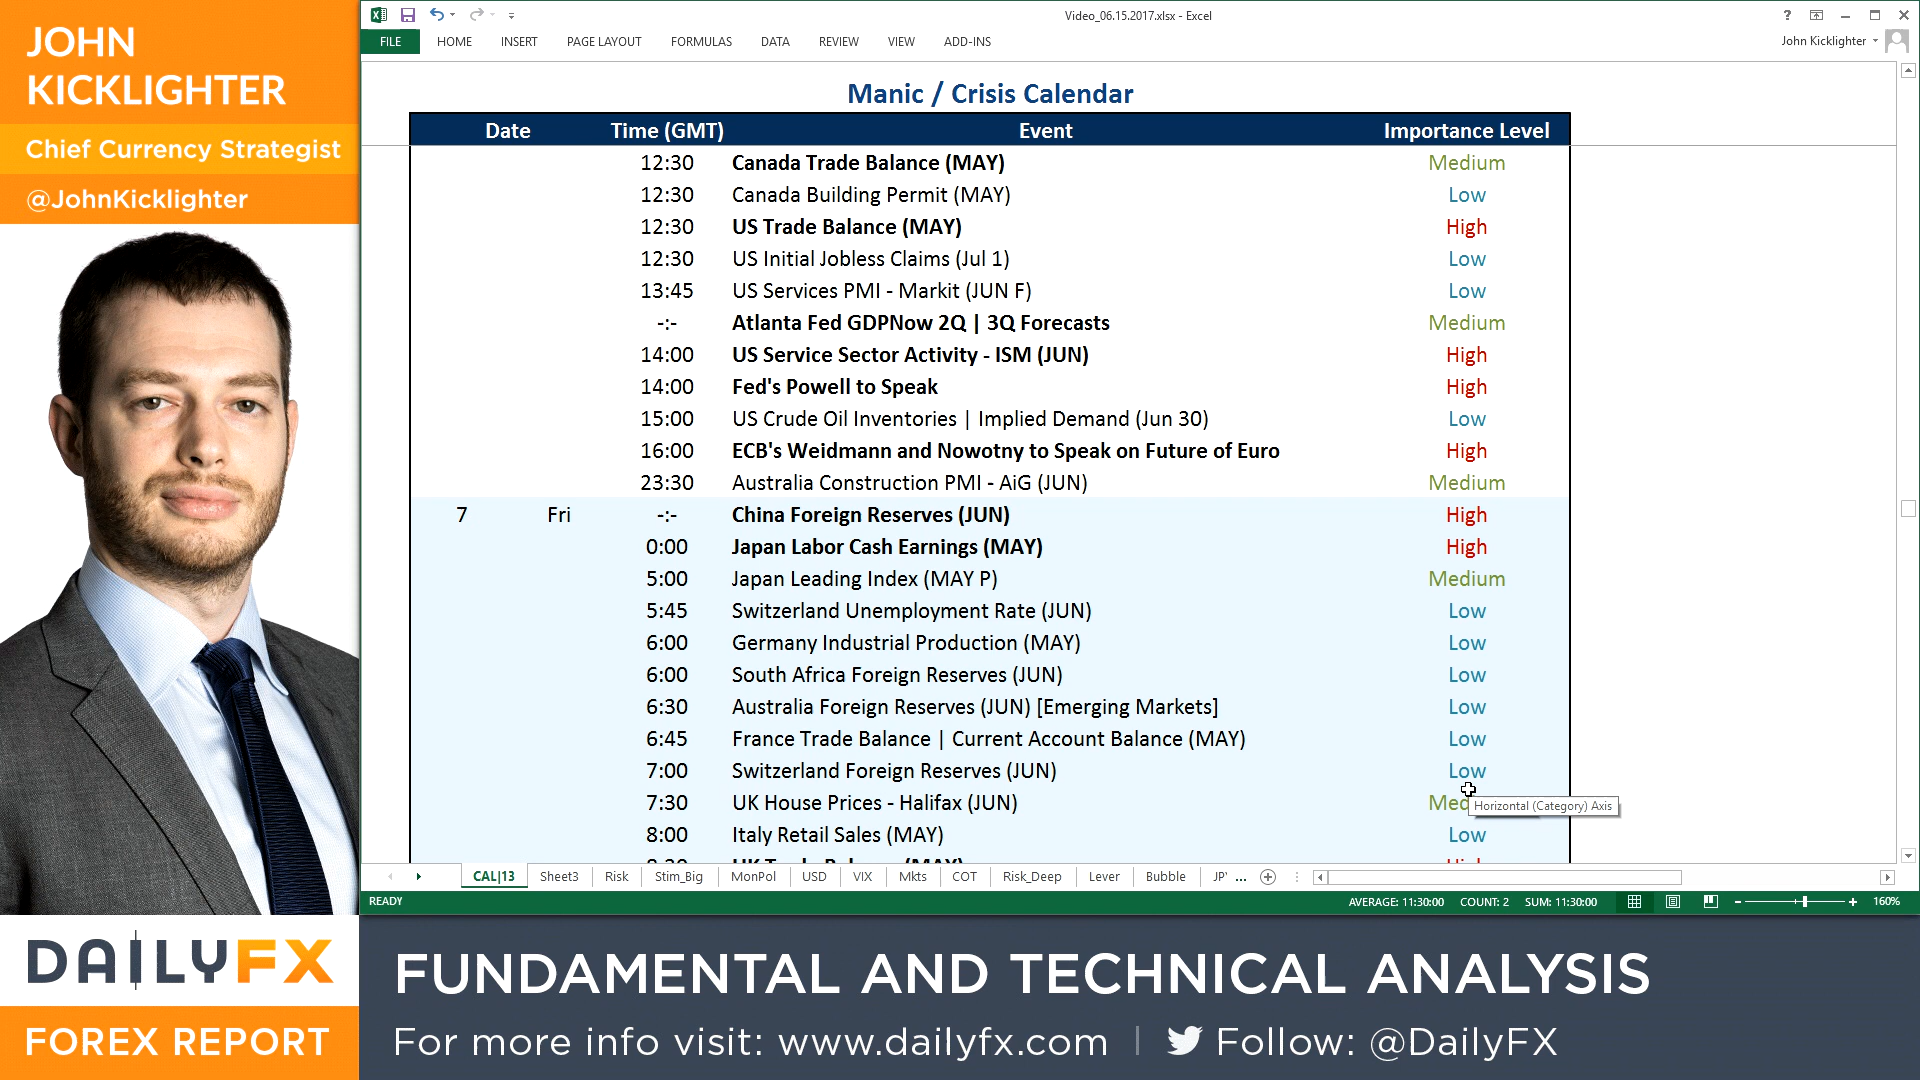 JOHN
KICKLIGHTER
Chief Currency Strategist
@JohnKicklighter
Video_06.15.2017.xlsx - Excel
?
FILE HOME INSERT PAGE LAYOUT FORMULAS DATA REVIEW VIEW ADD-INS
John Kicklighter
Manic / Crisis Calendar
Date Time (GMT) Event Importance Level
12:30 Canada Trade Balance (MAY) Medium
12:30 Canada Building Permit (MAY) Low
12:30 US Trade Balance (MAY) High
12:30 US Initial Jobless Claims (Jul 1) Low
13:45 US Services PMI - Markit (JUN F) Low
-:- Atlanta Fed GDPNow 2Q | 3Q Forecasts Medium
14:00 US Service Sector Activity - ISM (JUN) High
14:00 Fed's Powell to Speak High
15:00 US Crude Oil Inventories | Implied Demand (Jun 30) Low
16:00 ECB's Weidmann and Nowotny to Speak on Future of Euro High
23:30 Australia Construction PMI - AiG (JUN) Medium
7 Fri -:- China Foreign Reserves (JUN) High
0:00 Japan Labor Cash Earnings (MAY) High
5:00 Japan Leading Index (MAY P) Medium
5:45 Switzerland Unemployment Rate (JUN) Low
6:00 Germany Industrial Production (MAY) Low
6:00 South Africa Foreign Reserves (JUN) Low
6:30 Australia Foreign Reserves (JUN) [Emerging Markets] Low
6:45 France Trade Balance | Current Account Balance (MAY) Low
7:00 Switzerland Foreign Reserves (JUN) Low
7:30 UK House Prices - Halifax (JUN) Med
Horizontal (Category) Axis
8:00 Italy Retail Sales (MAY) Low
8:30 UK Trade Balance (MAY) High
CAL|13 Sheet3 Risk Stim_Big MonPol USD VIX Mkts COT Risk_Deep Lever Bubble JP' ...
READY AVERAGE: 11:30:00 COUNT: 2 SUM: 11:30:00 160%
DAILYFX
FOREX REPORT
FUNDAMENTAL AND TECHNICAL ANALYSIS
For more info visit: www.dailyfx.com | Follow: @DailyFX